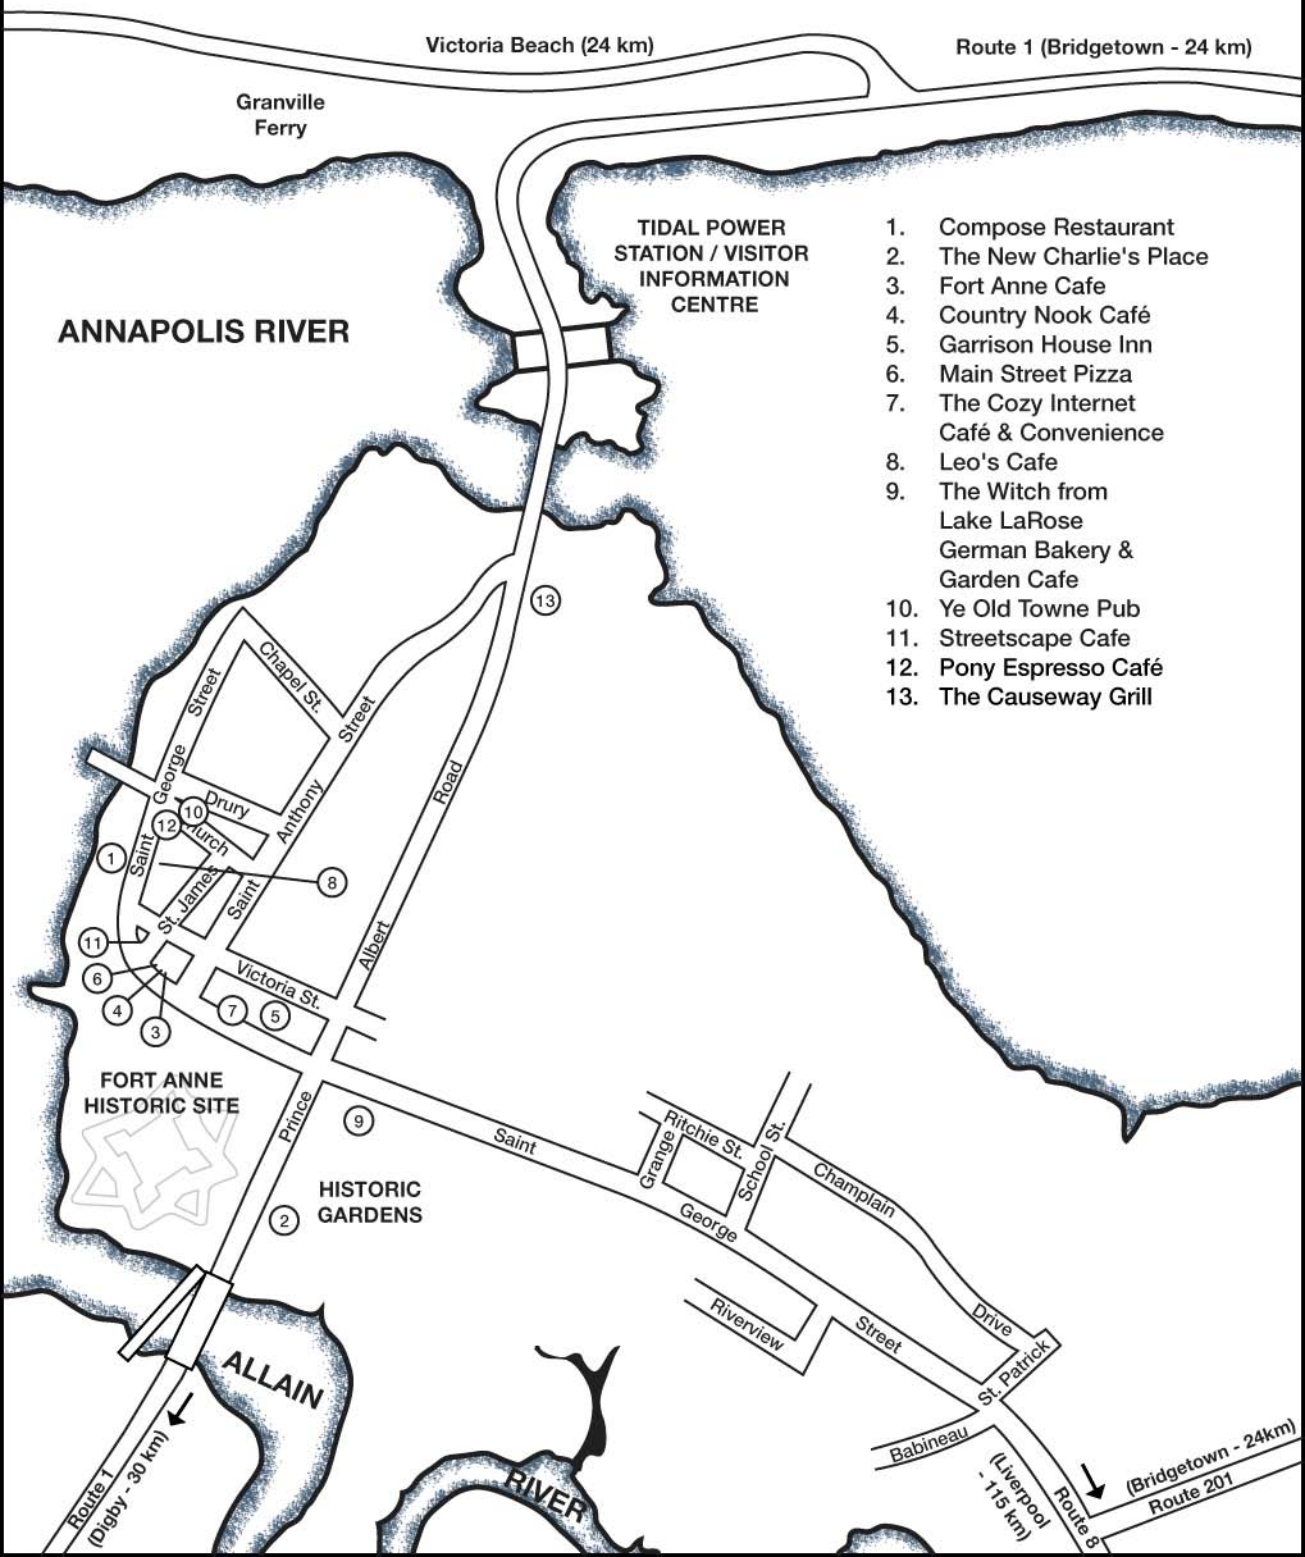 Victoria Beach (24 km)
Route 1 (Bridgetown - 24 km)
Granville
Ferry
TIDAL POWER
STATION / VISITOR
INFORMATION
CENTRE
ANNAPOLIS RIVER
1. Compose Restaurant
2. The New Charlie's Place
3. Fort Anne Cafe
4. Country Nook Café
5. Garrison House Inn
6. Main Street Pizza
7. The Cozy Internet
Café & Convenience
8. Leo's Cafe
9. The Witch from
Lake LaRose
German Bakery &
Garden Cafe
10. Ye Old Towne Pub
11. Streetscape Cafe
12. Pony Espresso Café
13. The Causeway Grill
13
Chapel St.
Street
George
Saint
Street
Anthony
Saint
Road
Albert
Drury
10
12
hurch
1
8
St. James
11
6
4
3
Victoria St.
7
5
FORT ANNE
HISTORIC SITE
Prince
9
Saint
HISTORIC
GARDENS
2
Ritchie St.
Grange
School St.
Champlain
George
Riverview
Street
Drive
St. Patrick
Babineau
ALLAIN
RIVER
Route 1
(Digby - 30 km)
(Liverpool
- 115 km)
Route 8
(Bridgetown - 24km)
Route 201